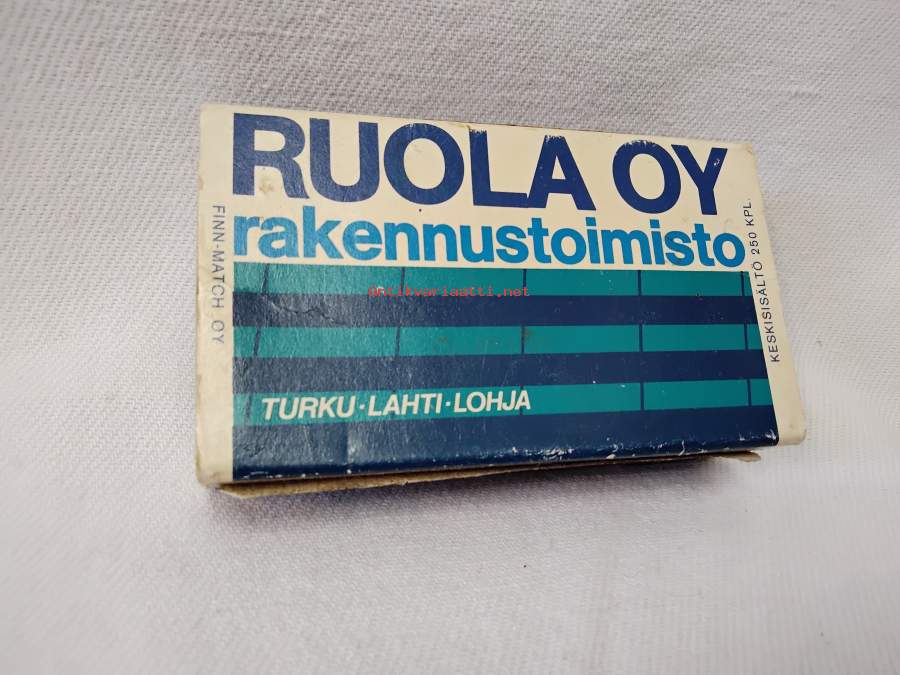 RUOLA OY
rakennustoimisto
FINN-MATCH OY
KESKISISÄLTÖ 250 KPL.
antikvariaatti.net
TURKU·LAHTI·LOHJA